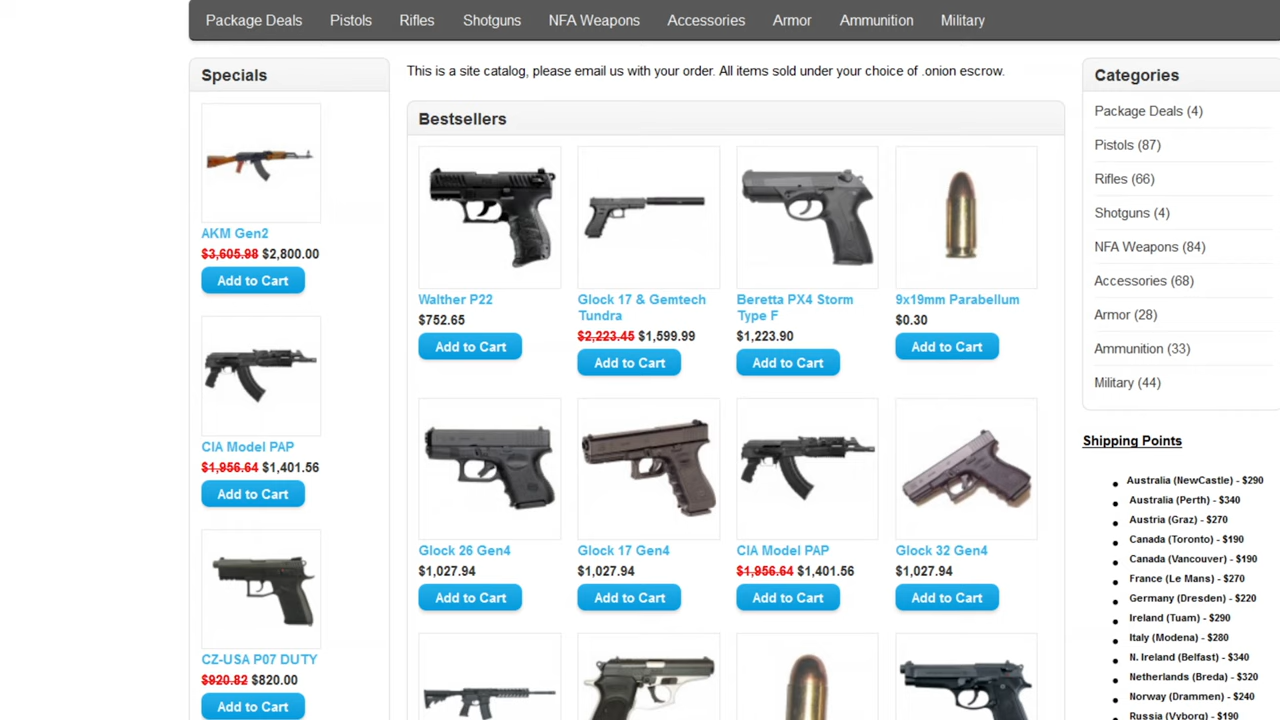 Package Deals Pistols Rifles Shotguns NFA Weapons Accessories Armor Ammunition Military
Specials
AKM Gen2
$3,605.98 $2,800.00
Add to Cart
CIA Model PAP
$1,956.64 $1,401.56
Add to Cart
CZ-USA P07 DUTY
$920.82 $820.00
Add to Cart
This is a site catalog, please email us with your order. All items sold under your choice of .onion escrow.
Bestsellers
Walther P22
$752.65
Add to Cart
Glock 17 & Gemtech
Tundra
$2,223.45 $1,599.99
Add to Cart
Beretta PX4 Storm
Type F
$1,223.90
Add to Cart
9x19mm Parabellum
$0.30
Add to Cart
Glock 26 Gen4
$1,027.94
Add to Cart
Glock 17 Gen4
$1,027.94
Add to Cart
CIA Model PAP
$1,956.64 $1,401.56
Add to Cart
Glock 32 Gen4
$1,027.94
Add to Cart
Categories
Package Deals (4)
Pistols (87)
Rifles (66)
Shotguns (4)
NFA Weapons (84)
Accessories (68)
Armor (28)
Ammunition (33)
Military (44)
Shipping Points
Australia (NewCastle) - $290
Australia (Perth) - $340
Austria (Graz) - $270
Canada (Toronto) - $190
Canada (Vancouver) - $190
France (Le Mans) - $270
Germany (Dresden) - $220
Ireland (Tuam) - $290
Italy (Modena) - $280
N. Ireland (Belfast) - $340
Netherlands (Breda) - $320
Norway (Drammen) - $240
Russia (Vyborg) - $190